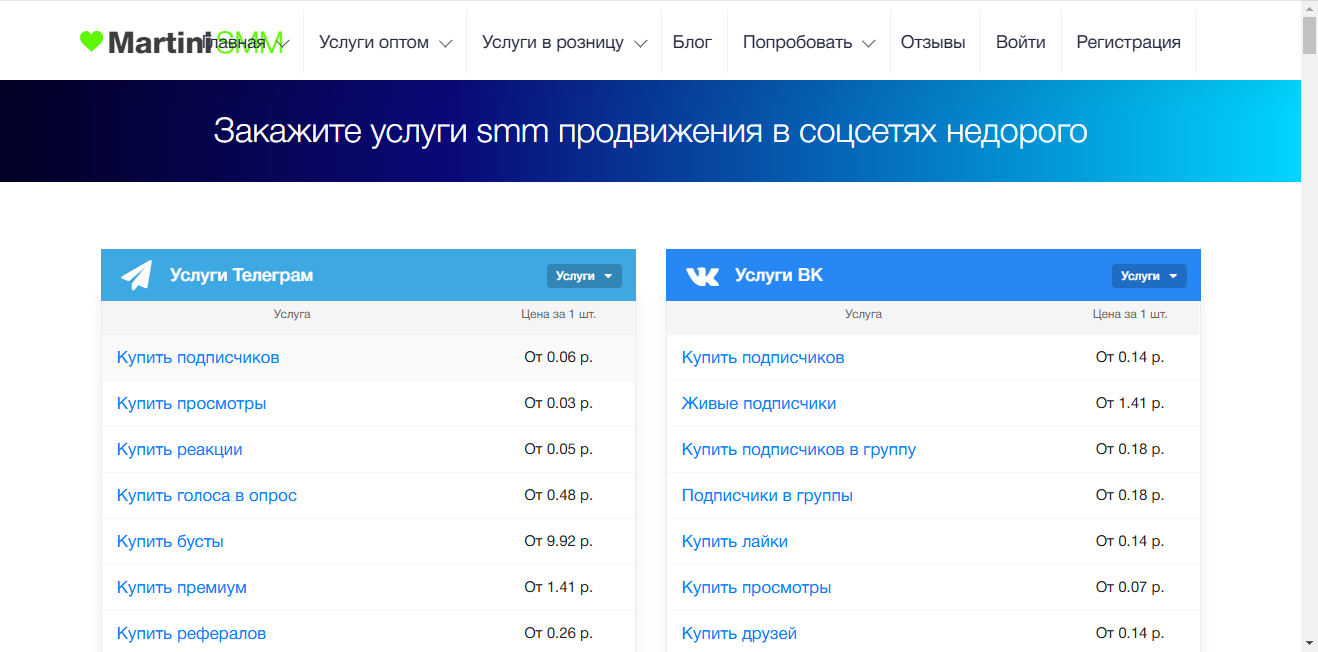 MartiniSMM Главная Услуги оптом Услуги в розницу Блог Попробовать Отзывы Войти Регистрация
Закажите услуги smm продвижения в соцсетях недорого
Услуги Телеграм Услуги
Услуга Цена за 1 шт.
Купить подписчиков От 0.06 р.
Купить просмотры От 0.03 р.
Купить реакции От 0.05 р.
Купить голоса в опрос От 0.48 р.
Купить бусты От 9.92 р.
Купить премиум От 1.41 р.
Купить рефералов От 0.26 р.
Услуги ВК Услуги
Услуга Цена за 1 шт.
Купить подписчиков От 0.14 р.
Живые подписчики От 1.41 р.
Купить подписчиков в группу От 0.18 р.
Подписчики в группы От 0.18 р.
Купить лайки От 0.14 р.
Купить просмотры От 0.07 р.
Купить друзей От 0.14 р.